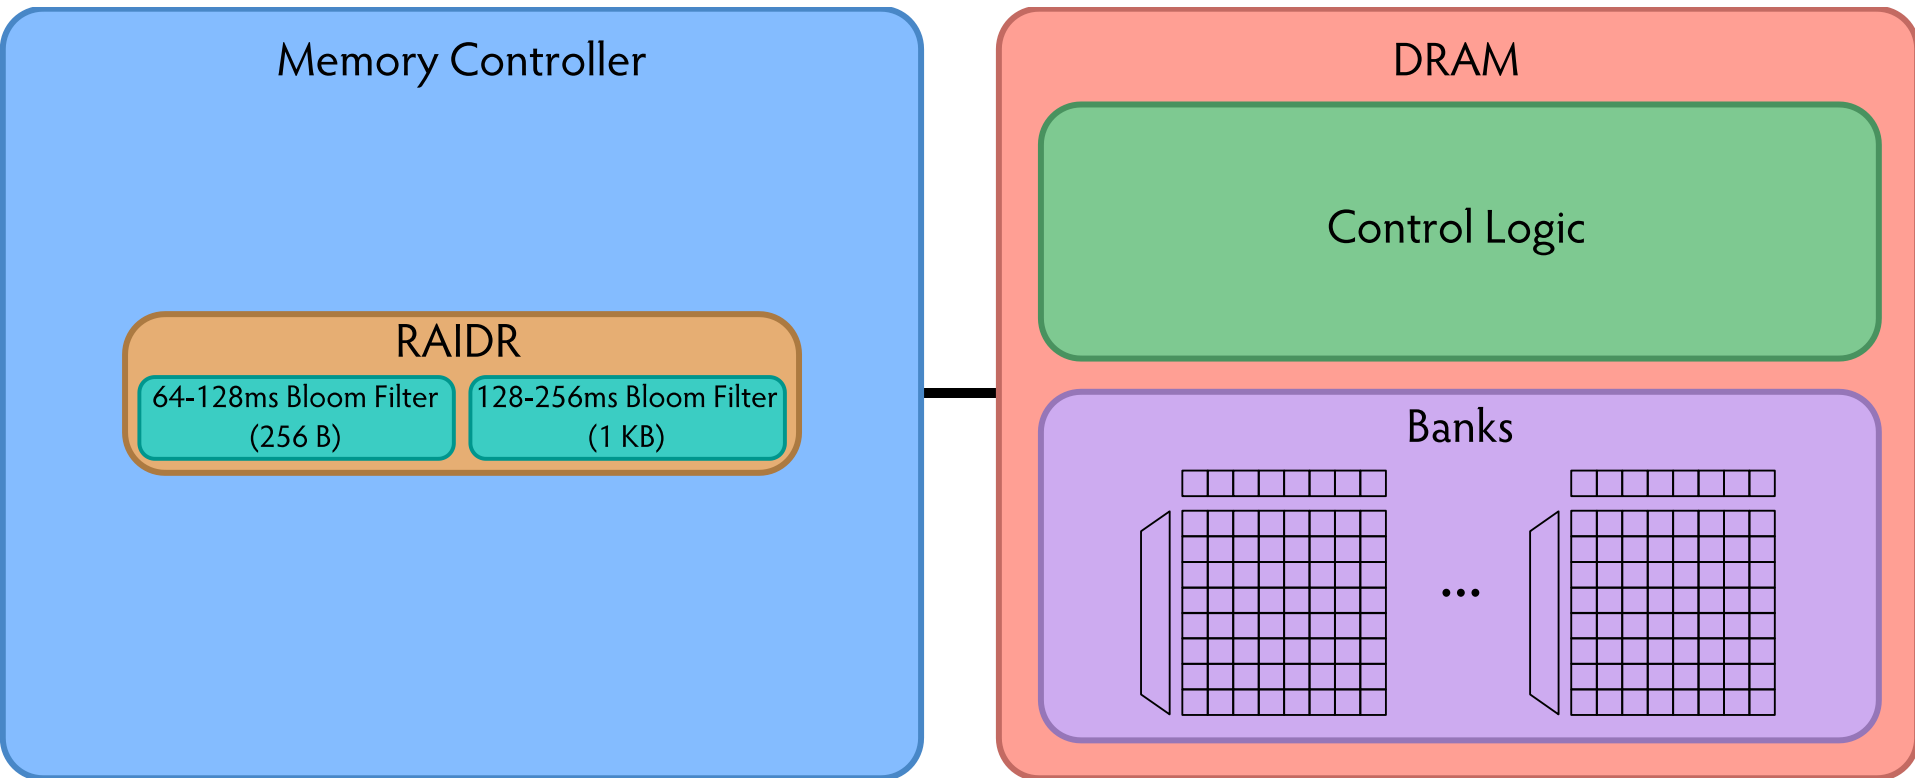 Memory Controller
RAIDR
64-128ms Bloom Filter
(256 B)
128-256ms Bloom Filter
(1 KB)
DRAM
Control Logic
Banks
...